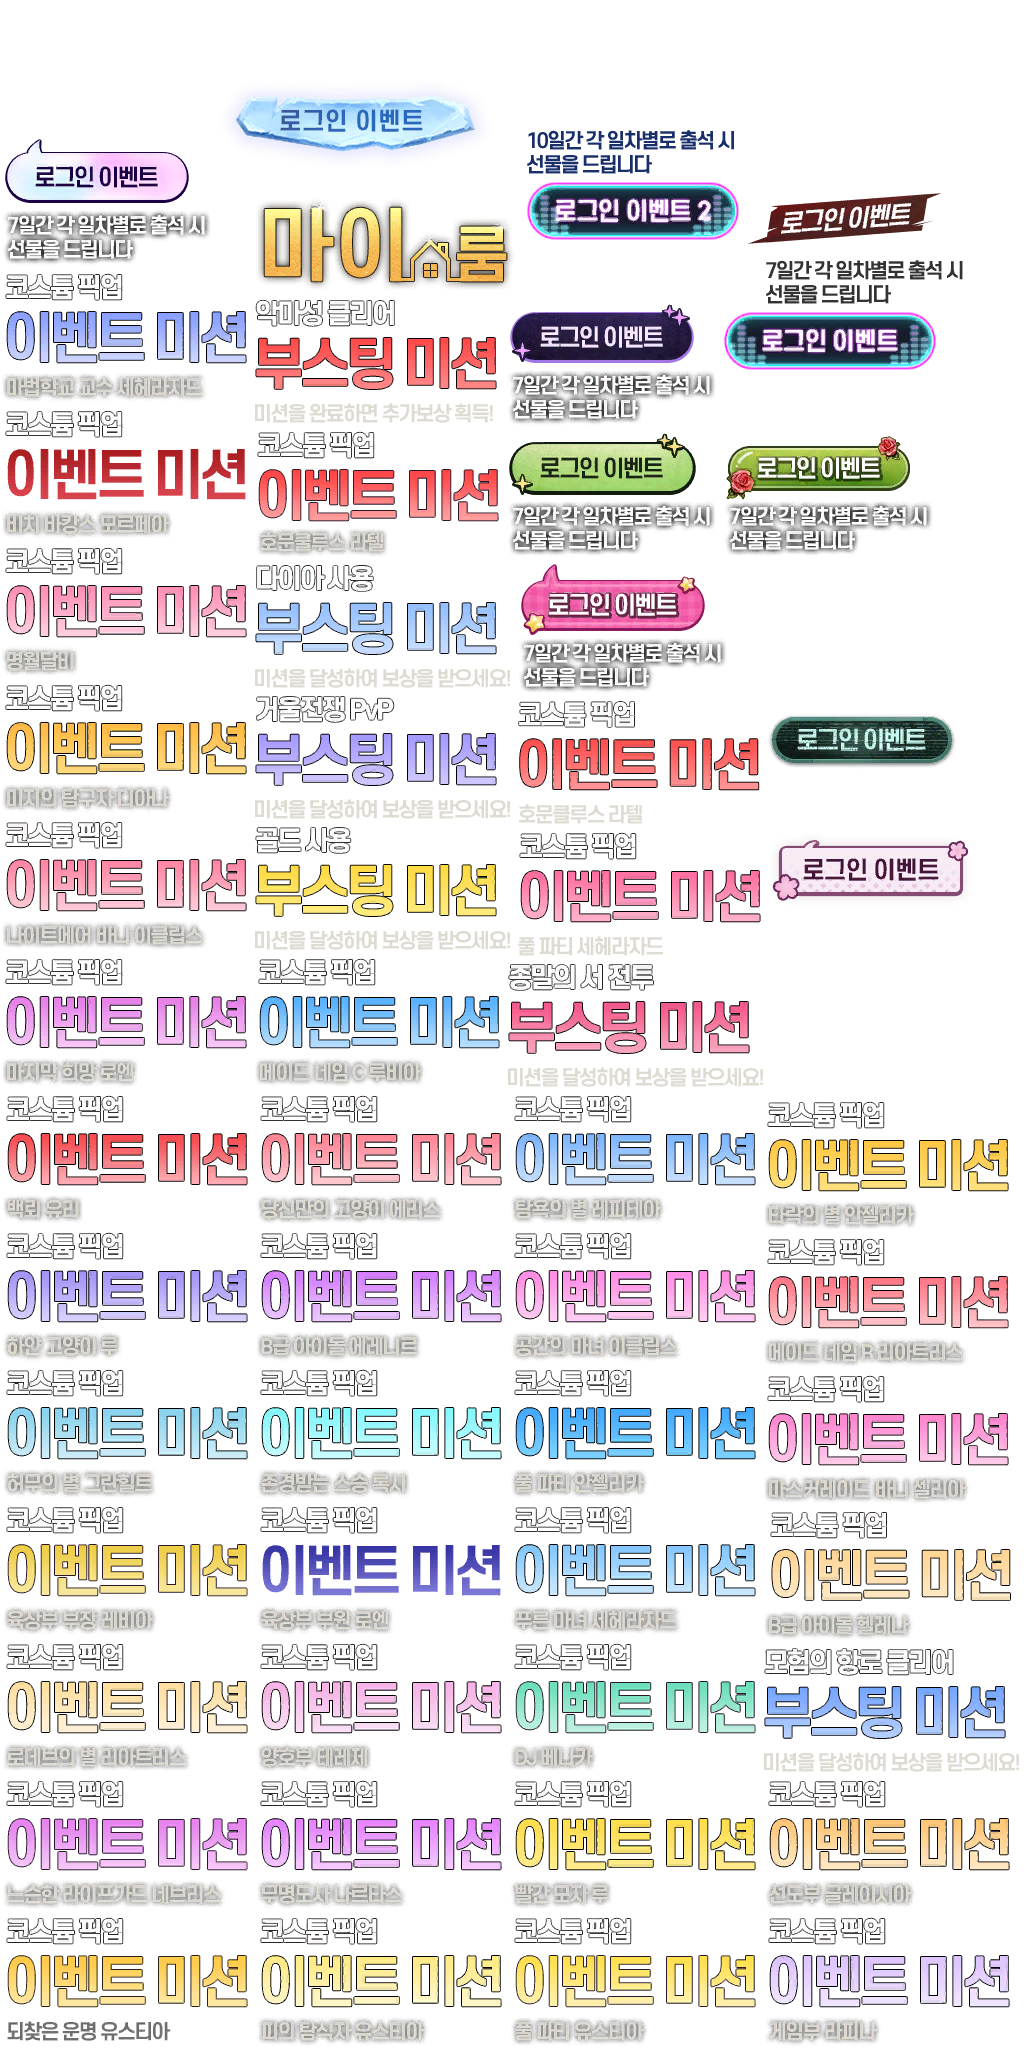 로그인 이벤트
7일간 각 일차별로 출석 시
선물을 드립니다
코스튬 픽업
이벤트 미션
마법학교 교수 세헤라자드
코스튬 픽업
이벤트 미션
비치 바캉스 모르페아
코스튬 픽업
이벤트 미션
명월달비
코스튬 픽업
이벤트 미션
미지의 탐구자 디아나
코스튬 픽업
이벤트 미션
나이트메어 바니 이클립스
코스튬 픽업
이벤트 미션
마지막 희망 로엔
코스튬 픽업
이벤트 미션
백뢰 유리
코스튬 픽업
이벤트 미션
하얀 고양이 루
코스튬 픽업
이벤트 미션
허무의 별 그란힐트
코스튬 픽업
이벤트 미션
육상부 부장 레비아
코스튬 픽업
이벤트 미션
로데브의 별 리아트리스
코스튬 픽업
이벤트 미션
느슨한 라이프가드 네브리스
코스튬 픽업
이벤트 미션
되찾은 운명 유스티아
로그인 이벤트
마이룸
악마성 클리어
부스팅 미션
미션을 완료하면 추가보상 획득!
코스튬 픽업
이벤트 미션
호문쿨루스 라텔
다이아 사용
부스팅 미션
미션을 달성하여 보상을 받으세요!
거울전쟁 PvP
부스팅 미션
미션을 달성하여 보상을 받으세요!
골드 사용
부스팅 미션
미션을 달성하여 보상을 받으세요!
코스튬 픽업
이벤트 미션
메이드 네임 C 루비아
코스튬 픽업
이벤트 미션
당신만의 고양이 에리스
코스튬 픽업
이벤트 미션
B급 아이돌 에레니르
코스튬 픽업
이벤트 미션
존경받는 스승 룩시
코스튬 픽업
이벤트 미션
육상부 부원 로엔
코스튬 픽업
이벤트 미션
양호부 테레제
코스튬 픽업
이벤트 미션
무명도사 나르타스
코스튬 픽업
이벤트 미션
피의 탐식자 유스티아
10일간 각 일차별로 출석 시
선물을 드립니다
로그인 이벤트 2
로그인 이벤트
7일간 각 일차별로 출석 시
선물을 드립니다
로그인 이벤트
7일간 각 일차별로 출석 시
선물을 드립니다
로그인 이벤트
7일간 각 일차별로 출석 시
선물을 드립니다
코스튬 픽업
이벤트 미션
호문쿨루스 라텔
코스튬 픽업
이벤트 미션
풀 파티 세헤라자드
종말의 서 전투
부스팅 미션
미션을 달성하여 보상을 받으세요!
코스튬 픽업
이벤트 미션
탐욕의 별 레피테아
코스튬 픽업
이벤트 미션
공간의 마녀 이클립스
코스튬 픽업
이벤트 미션
풀 파티 안젤리카
코스튬 픽업
이벤트 미션
푸른 마녀 세헤라자드
코스튬 픽업
이벤트 미션
DJ 베니카
코스튬 픽업
이벤트 미션
빨간 모자 루
코스튬 픽업
이벤트 미션
풀 파티 유스티아
로그인 이벤트
7일간 각 일차별로 출석 시
선물을 드립니다
로그인 이벤트
로그인 이벤트
7일간 각 일차별로 출석 시
선물을 드립니다
로그인 이벤트
로그인 이벤트
코스튬 픽업
이벤트 미션
타락의 별 안젤리카
코스튬 픽업
이벤트 미션
메이드 네임 R 리아트리스
코스튬 픽업
이벤트 미션
마스커레이드 바니 셀리아
코스튬 픽업
이벤트 미션
B급 아이돌 헬레나
모험의 항로 클리어
부스팅 미션
미션을 달성하여 보상을 받으세요!
코스튬 픽업
이벤트 미션
선도부 글레이시아
코스튬 픽업
이벤트 미션
게임부 라피나